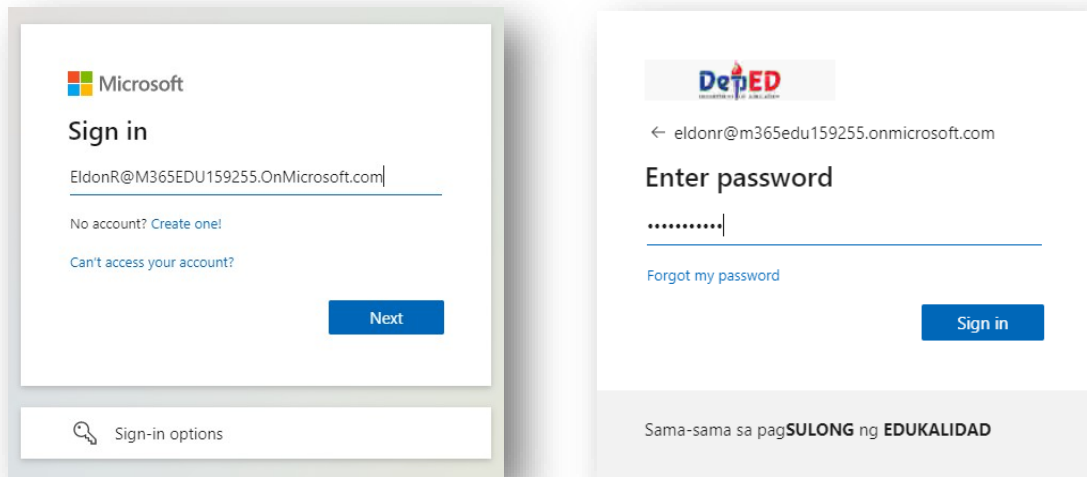 Microsoft
Sign in
EldonR@M365EDU159255.OnMicrosoft.com
No account? Create one!
Can't access your account?
Next
Sign-in options
DepED
eldonr@m365edu159255.onmicrosoft.com
Enter password
Forgot my password
Sign in
Sama-sama sa pagSULONG ng EDUKALIDAD